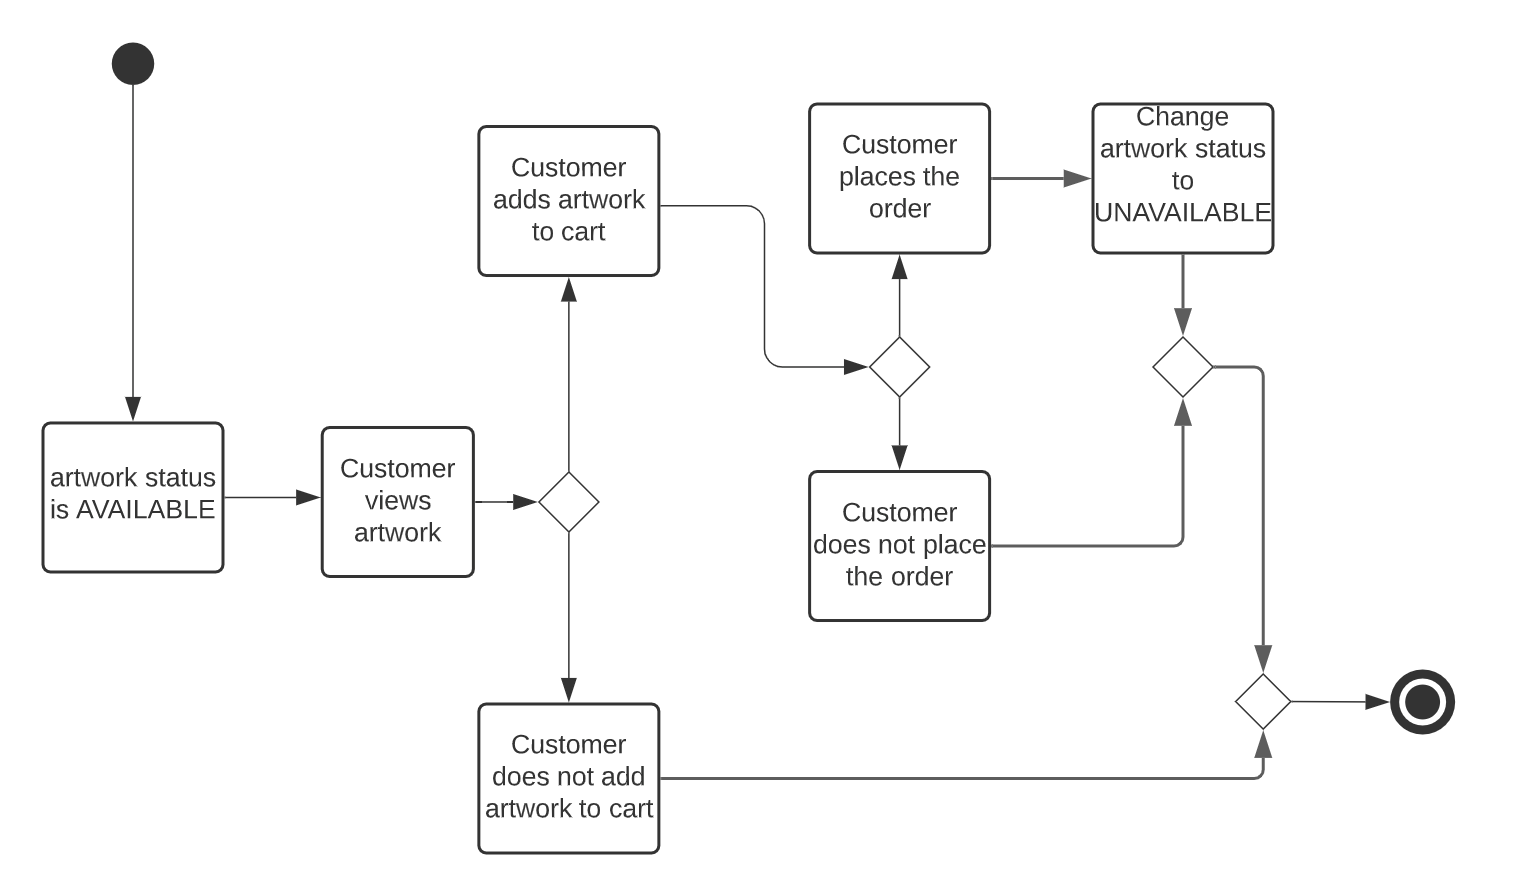 artwork status
is AVAILABLE
Customer
views
artwork
Customer
adds artwork
to cart
Customer
does not add
artwork to cart
Customer
places the
order
Customer
does not place
the order
Change
artwork status
to
UNAVAILABLE